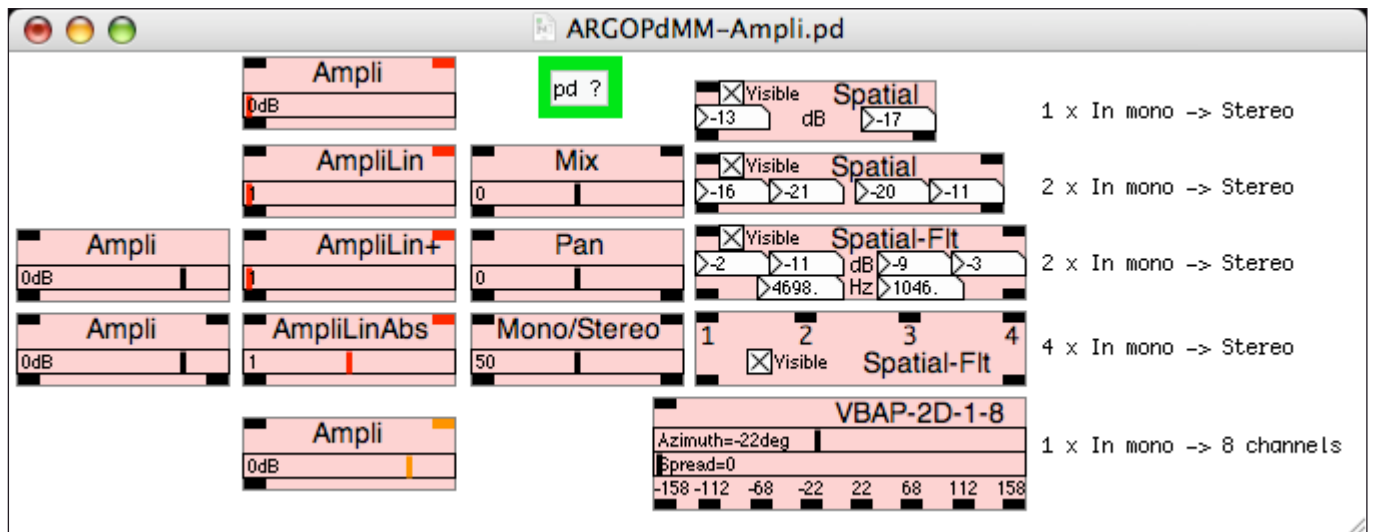 ARGOPdMM-Ampli.pd
Ampli
0dB
pd ?
Visible Spatial
-13 dB -17
1 x In mono -> Stereo
AmpliLin
1
Mix
0
Visible Spatial
-16 -21 -20 -11
2 x In mono -> Stereo
Ampli
0dB
AmpliLin+
1
Pan
0
Visible Spatial-Flt
-2 -11 dB -9 -3
4698. Hz 1046.
2 x In mono -> Stereo
Ampli
0dB
AmpliLinAbs
1
Mono/Stereo
50
1 2 3 4
Visible Spatial-Flt
4 x In mono -> Stereo
Ampli
0dB
VBAP-2D-1-8
Azimuth=-22deg
Spread=0
-158 -112 -68 -22 22 68 112 158
1 x In mono -> 8 channels